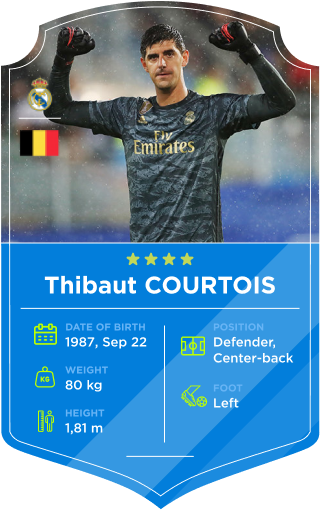 Fly
Emirates
Thibaut COURTOIS
DATE OF BIRTH
1987, Sep 22
WEIGHT
KG
80 kg
HEIGHT
1,81 m
POSITION
Defender,
Center-back
FOOT
Left